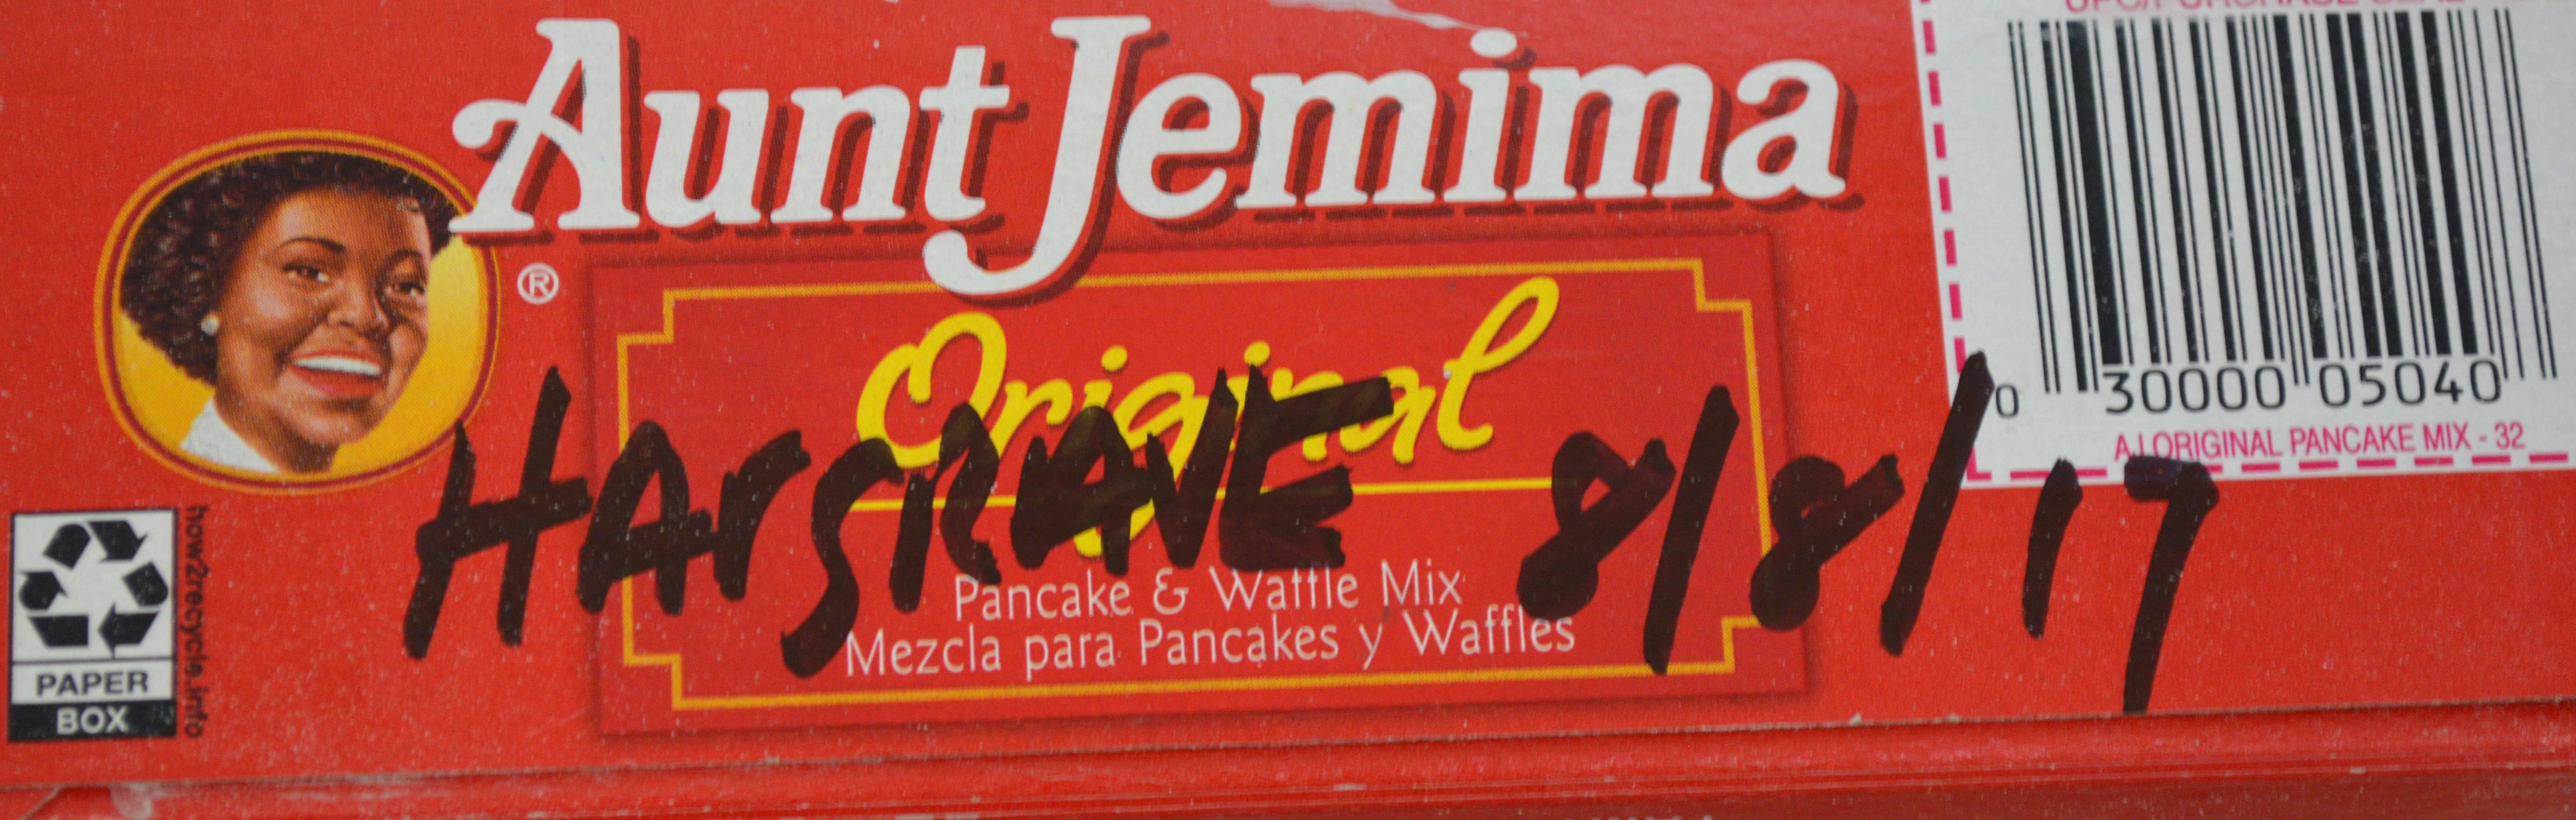 Aunt Jemima
®
Original
HArgRAVE 8/8/17
Pancake & Waffle Mix
Mezcla para Pancakes y Waffles
how2recycle.info
PAPER
BOX
0 30000 05040
AJ ORIGINAL PANCAKE MIX - 32